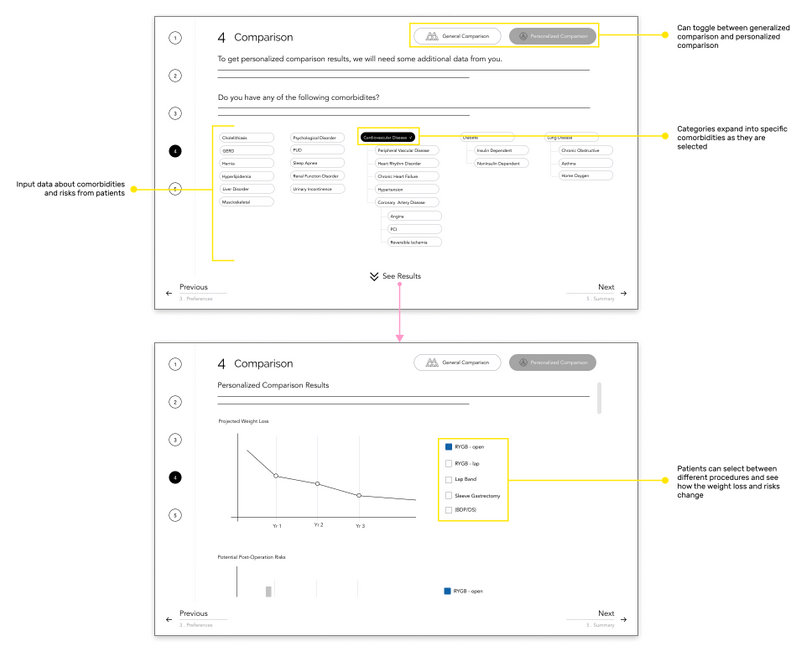 1
4 Comparison
General Comparison
Personalized Comparison
Can toggle between generalized
comparison and personalized
comparison
To get personalized comparison results, we will need some additional data from you.
2
Do you have any of the following comorbidites?
3
Categories expand into specific
comorbidities as they are
selected
Cholelithiasis
Psychological Disorder
Cardiovascular Disease
Diabetes
Lung Disease
4
GERD
PUD
Peripheral Vascular Disease
Insulin Dependent
Chronic Obstructive
Hernia
Sleep Apnea
Heart Rhythm Disorder
Noninsulin Dependent
Asthma
Hyperlipidemia
Renal Function Disorder
Chronic Heart Failure
Home Oxygen
Input data about comorbidities
and risks from patients
5
Liver Disorder
Urinary Incontinence
Hypertension
Musculoskeletal
Coronary Artery Disease
Angina
PCI
Reversible Ischemia
See Results
Previous
Next
3 . Preferences
5 . Summary
1
4 Comparison
General Comparison
Personalized Comparison
Personalized Comparison Results
2
Projected Weight Loss
3
RYGB - open
RYGB - lap
4
Lap Band
Sleeve Gastrectomy
(BDP/DS)
Patients can select between
different procedures and see
how the weight loss and risks
change
5
Yr 1
Yr 2
Yr 3
Potential Post-Operation Risks
RYGB - open
Previous
Next
3 . Preferences
5 . Summary